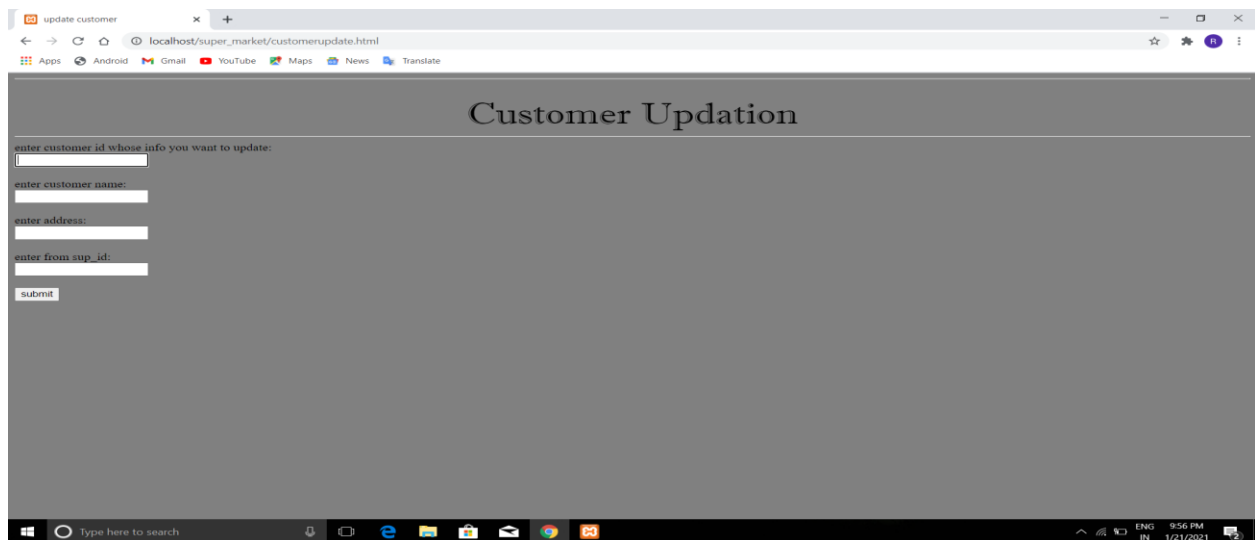 update customer
localhost/super_market/customerupdate.html
R
Apps Android Gmail YouTube Maps News Translate
Customer Updation
enter customer id whose info you want to update:
enter customer name:
enter address:
enter from sup_id:
submit
Type here to search
ENG 9:56 PM
IN 1/21/2021 2